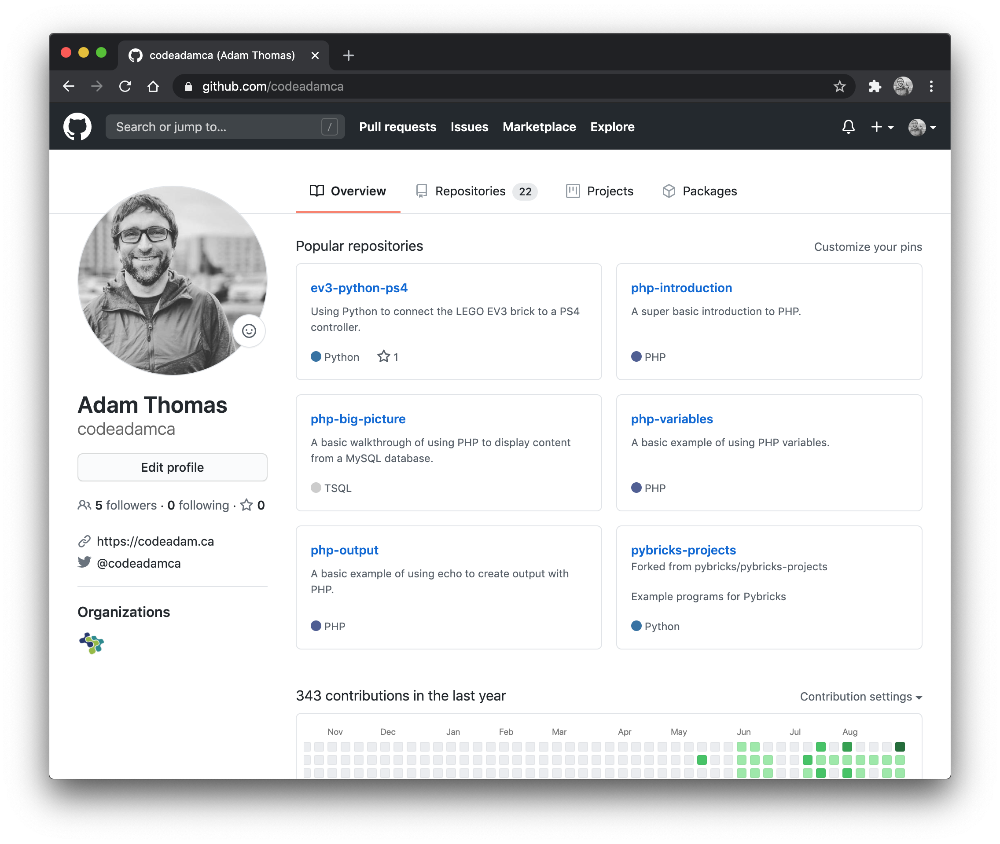 codeadamca (Adam Thomas)
github.com/codeadamca
Search or jump to...
/
Pull requests
Issues
Marketplace
Explore
Overview
Repositories 22
Projects
Packages
Adam Thomas
codeadamca
Edit profile
5 followers · 0 following · 0
https://codeadam.ca
@codeadamca
Organizations
Popular repositories
Customize your pins
ev3-python-ps4
Using Python to connect the LEGO EV3 brick to a PS4
controller.
Python 1
php-introduction
A super basic introduction to PHP.
PHP
php-big-picture
A basic walkthrough of using PHP to display content
from a MySQL database.
TSQL
php-variables
A basic example of using PHP variables.
PHP
php-output
A basic example of using echo to create output with
PHP.
PHP
pybricks-projects
Forked from pybricks/pybricks-projects
Example programs for Pybricks
Python
343 contributions in the last year
Contribution settings
Nov Dec Jan Feb Mar Apr May Jun Jul Aug